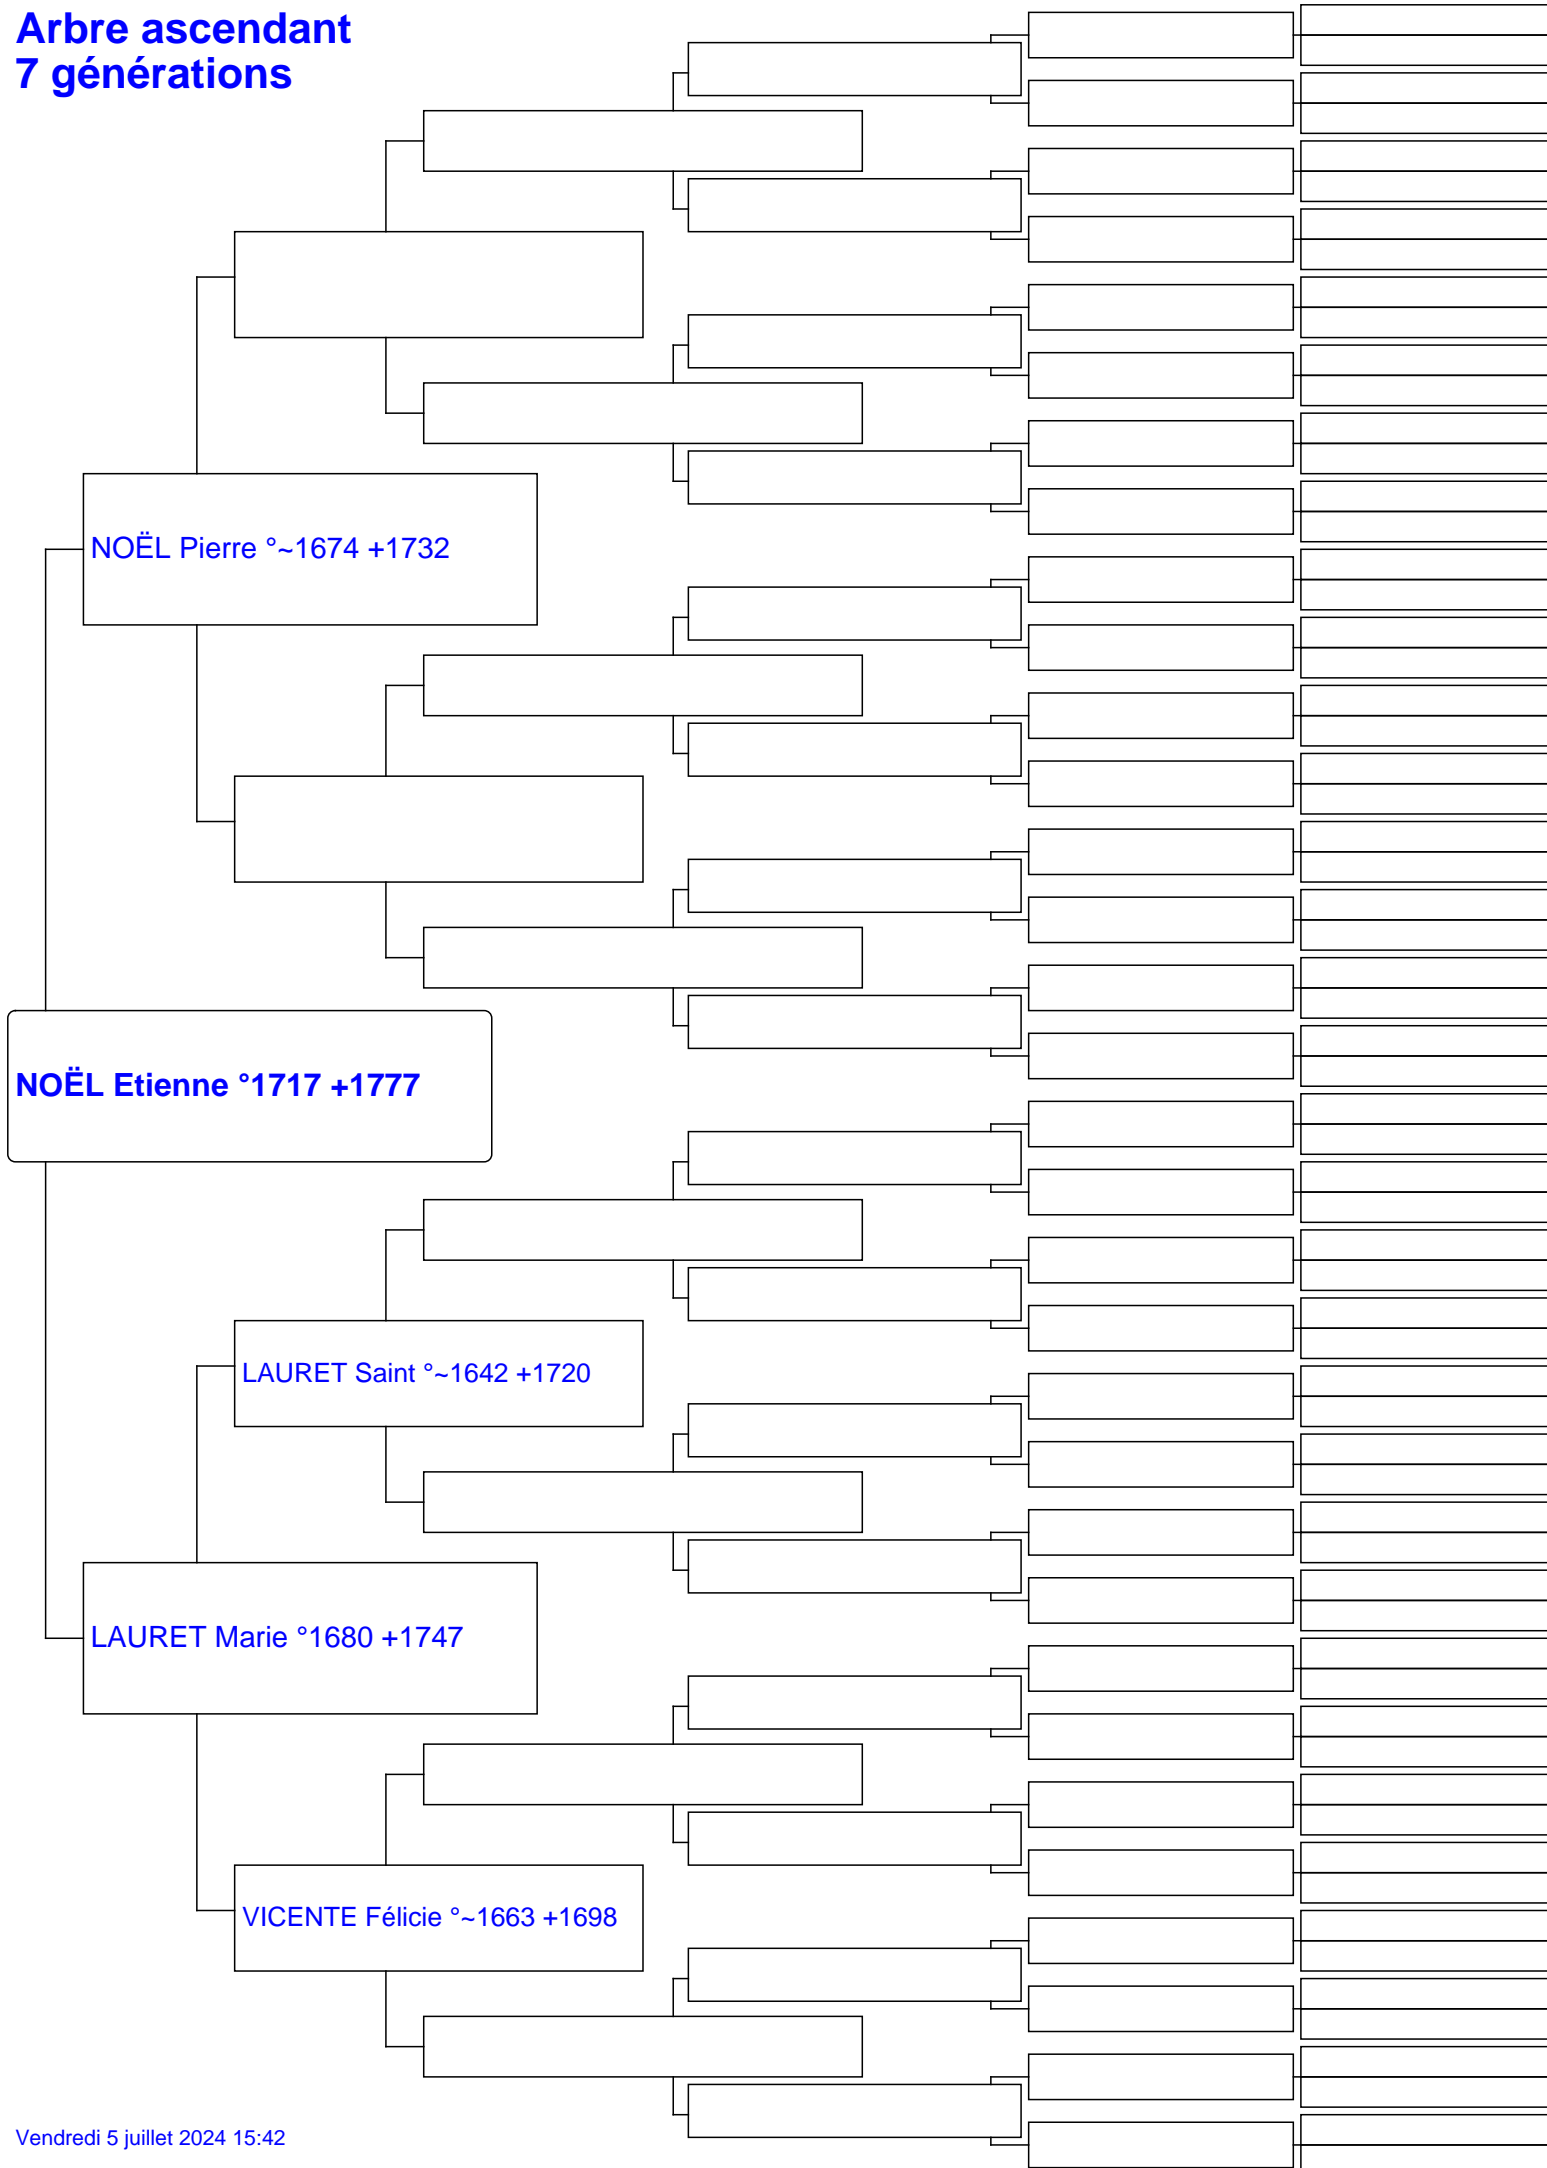 Arbre ascendant
7 générations
NOËL Pierre °~1674 +1732
NOËL Etienne °1717 +1777
LAURET Saint °~1642 +1720
LAURET Marie °1680 +1747
VICENTE Félicie °~1663 +1698
Vendredi 5 juillet 2024 15:42